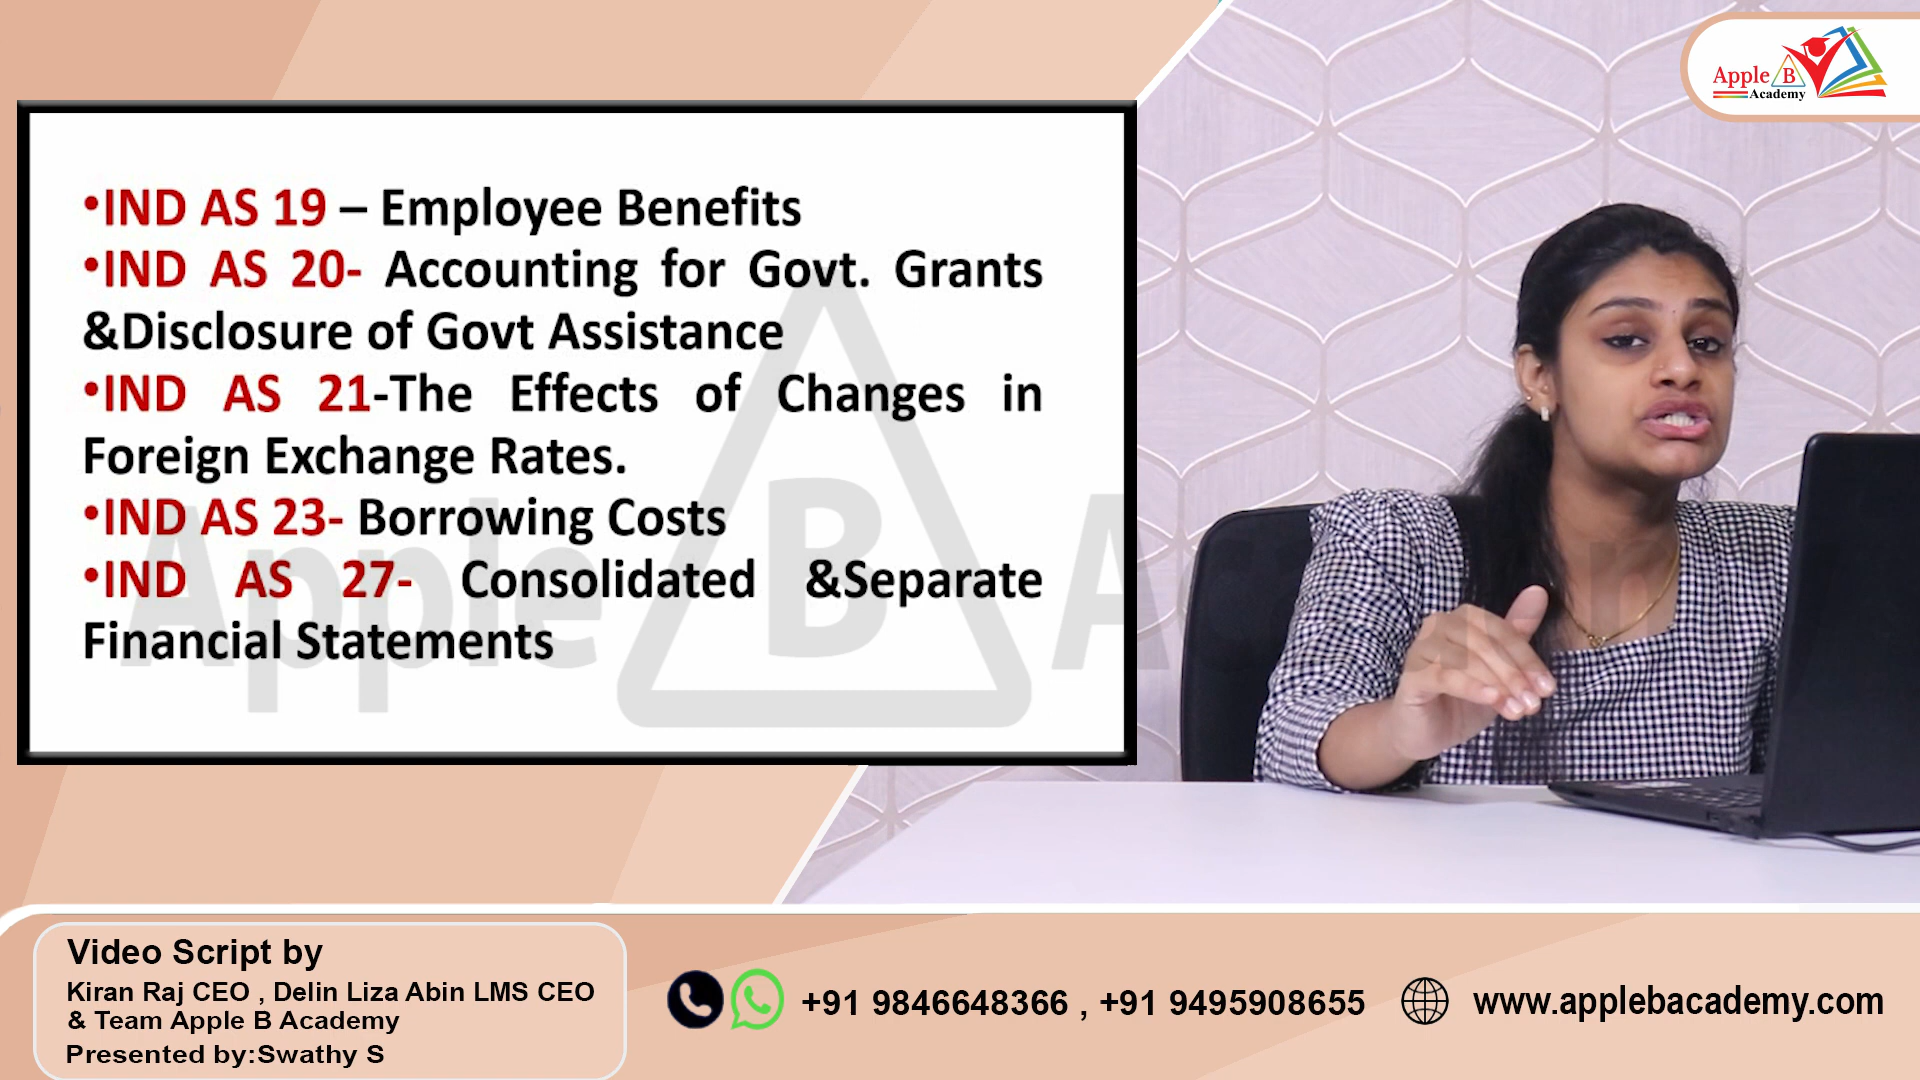 Apple B
Academy
•IND AS 19 – Employee Benefits
•IND AS 20- Accounting for Govt. Grants
&Disclosure of Govt Assistance
•IND AS 21-The Effects of Changes in
Foreign Exchange Rates.
•IND AS 23- Borrowing Costs
•IND AS 27- Consolidated &Separate
Financial Statements
Apple B Academy
Video Script by
Kiran Raj CEO , Delin Liza Abin LMS CEO
& Team Apple B Academy
Presented by:Swathy S
+91 9846648366 , +91 9495908655
www.applebacademy.com